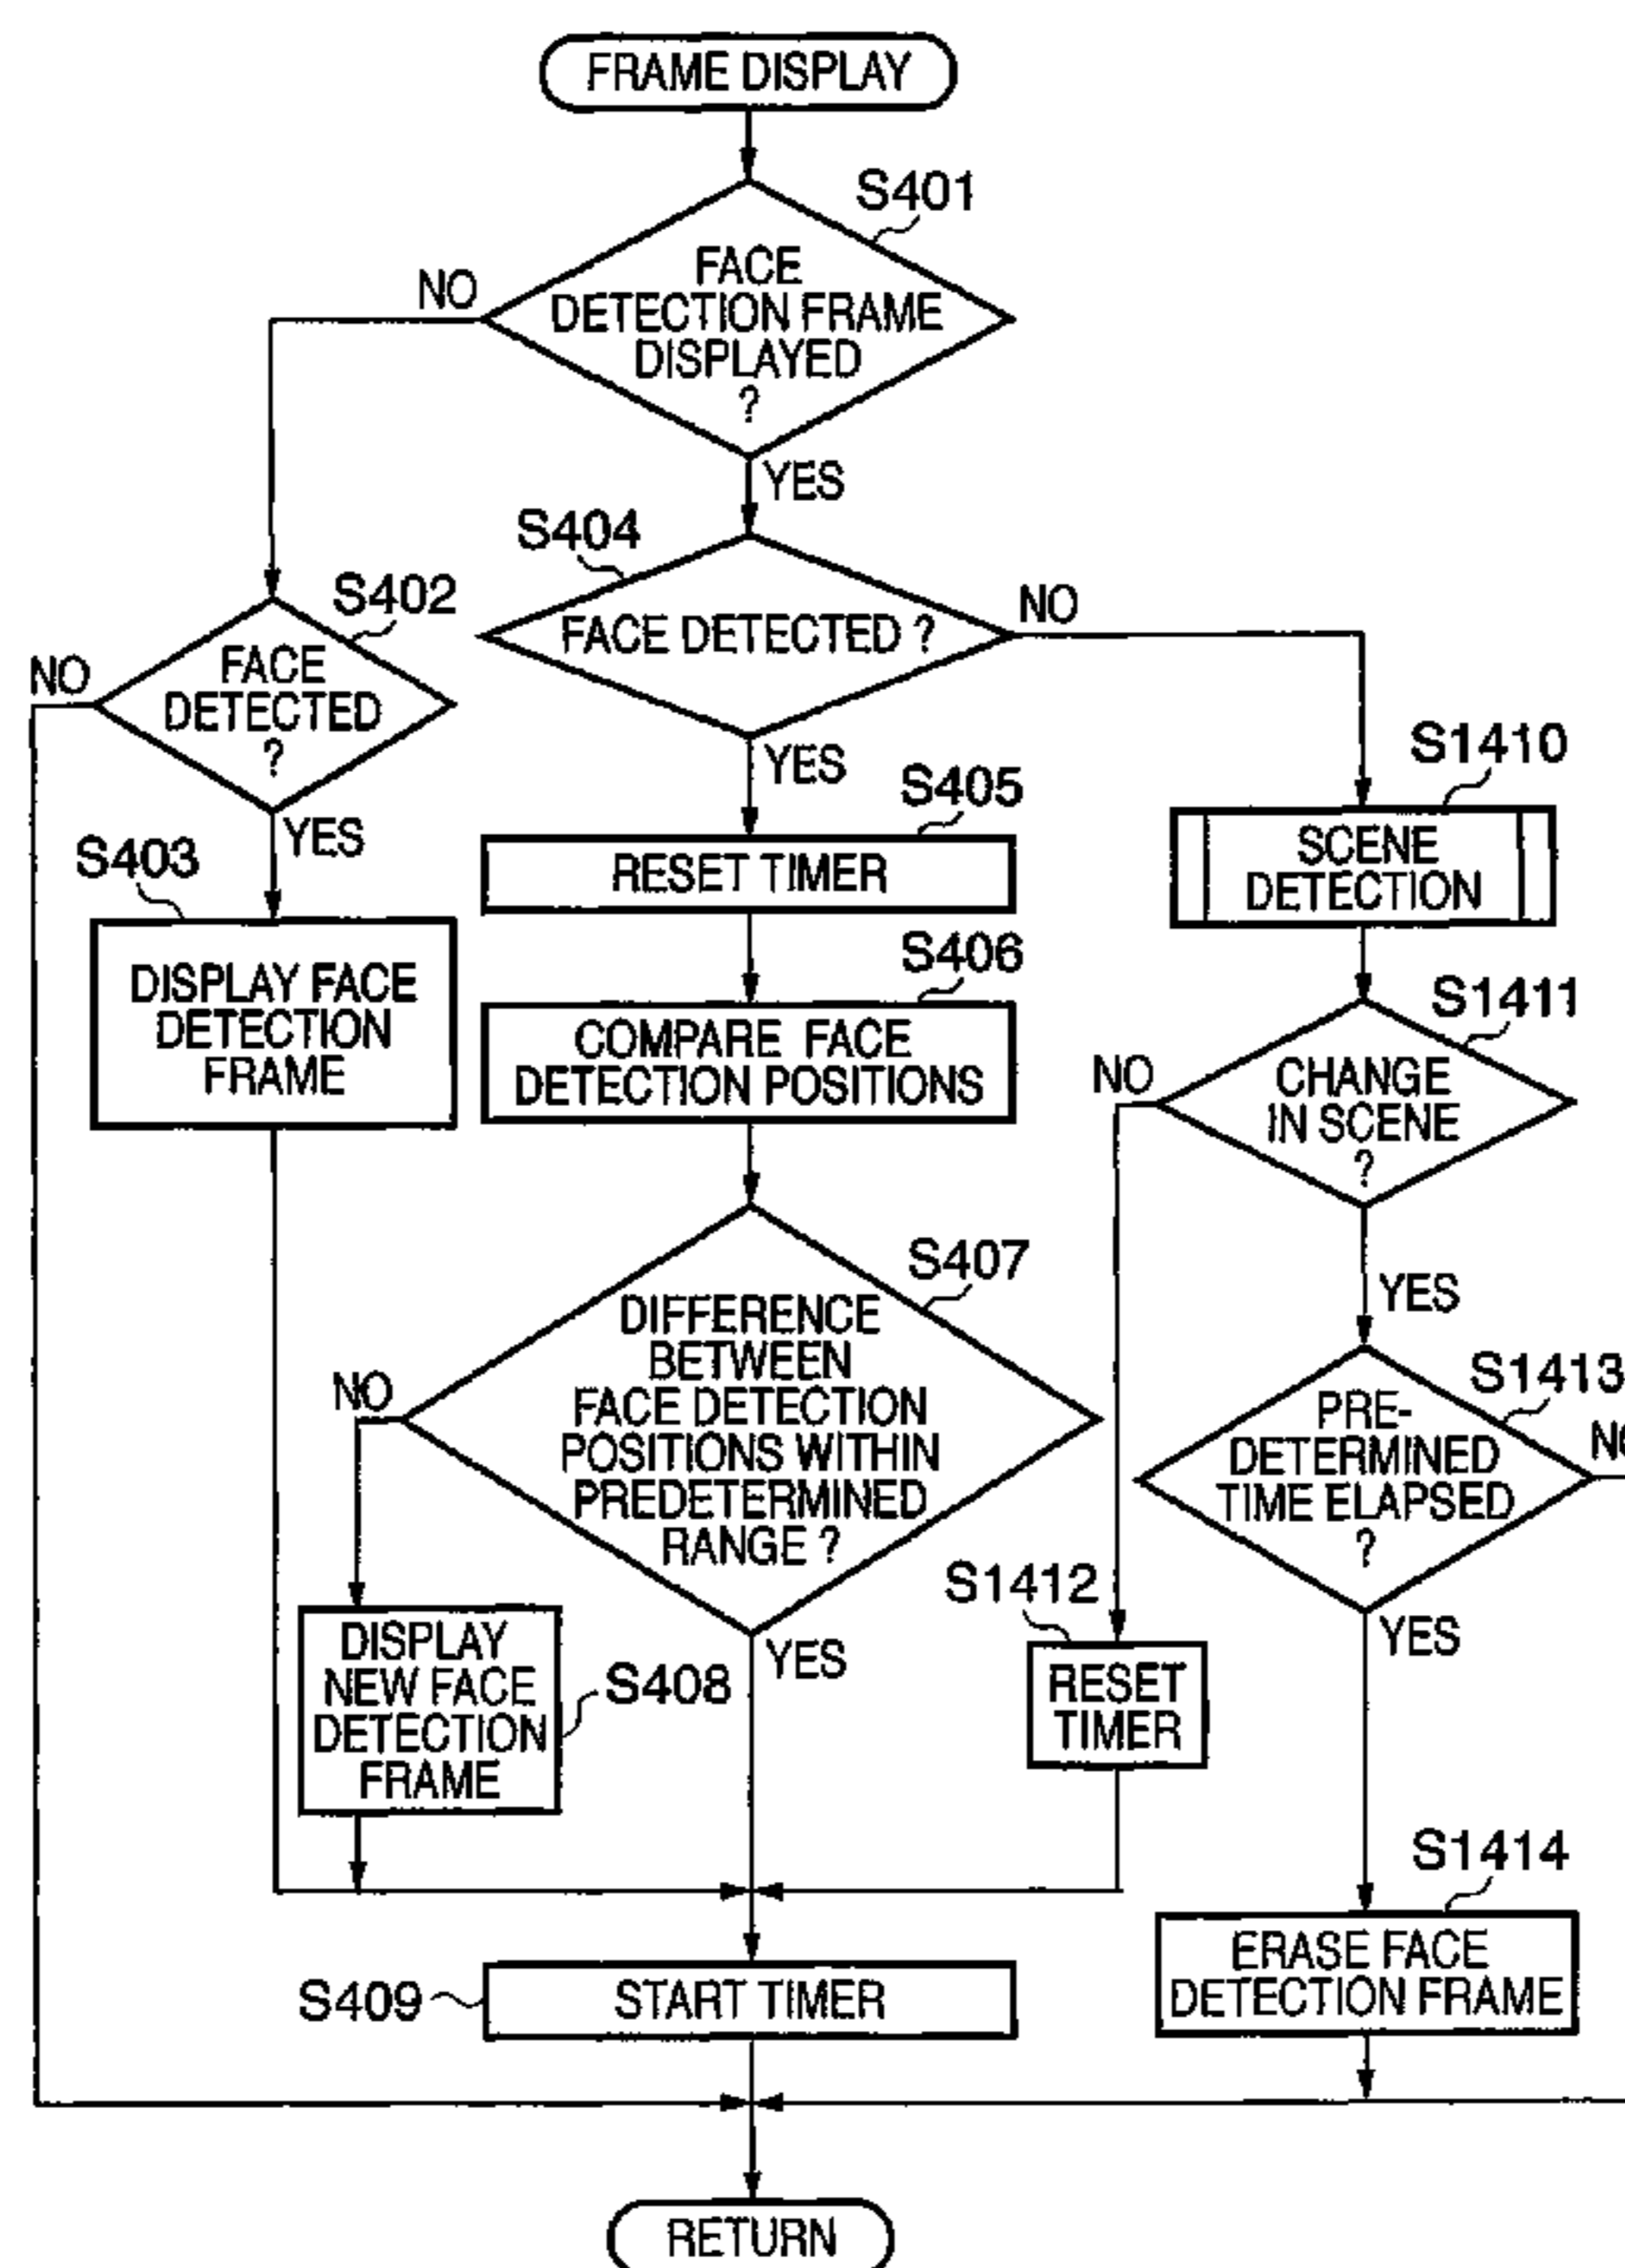 FRAME DISPLAY
S401
FACE
DETECTION FRAME
DISPLAYED
?
NO
YES
S404
FACE DETECTED ?
NO
YES
S402
FACE
DETECTED
?
NO
YES
S403
DISPLAY FACE
DETECTION
FRAME
S405
RESET TIMER
S406
COMPARE FACE
DETECTION POSITIONS
S407
DIFFERENCE
BETWEEN
FACE DETECTION
POSITIONS WITHIN
PREDETERMINED
RANGE ?
NO
YES
DISPLAY
NEW FACE
DETECTION
FRAME
S408
S1410
SCENE
DETECTION
S1411
CHANGE
IN SCENE
?
NO
YES
S1412
RESET
TIMER
S1413
PRE-
DETERMINED
TIME ELAPSED
?
NO
YES
S1414
ERASE FACE
DETECTION FRAME
S409
START TIMER
RETURN